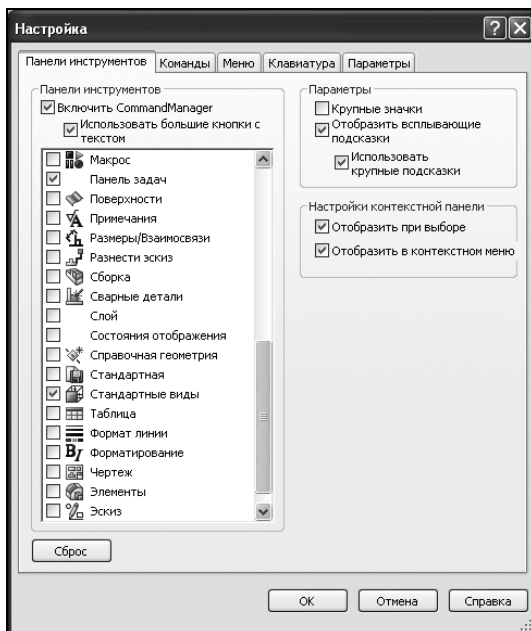 Настройка
Панели инструментов
Команды
Меню
Клавиатура
Параметры
Панели инструментов
Включить CommandManager
Использовать большие кнопки с
текстом
Макрос
Панель задач
Поверхности
Примечания
Размеры/Взаимосвязи
Разнести эскиз
Сборка
Сварные детали
Слой
Состояния отображения
Справочная геометрия
Стандартная
Стандартные виды
Таблица
Формат линии
Форматирование
Чертеж
Элементы
Эскиз
Сброс
Параметры
Крупные значки
Отобразить всплывающие
подсказки
Использовать
крупные подсказки
Настройки контекстной панели
Отобразить при выборе
Отобразить в контекстном меню
ОК
Отмена
Справка